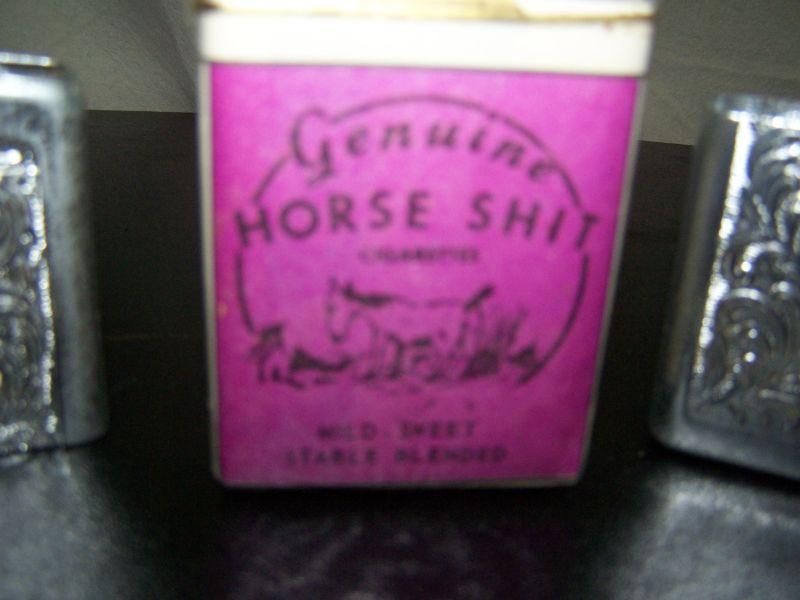 Genuine
HORSE SHIT
CIGARETTES
MILD - SWEET
STABLE BLENDED